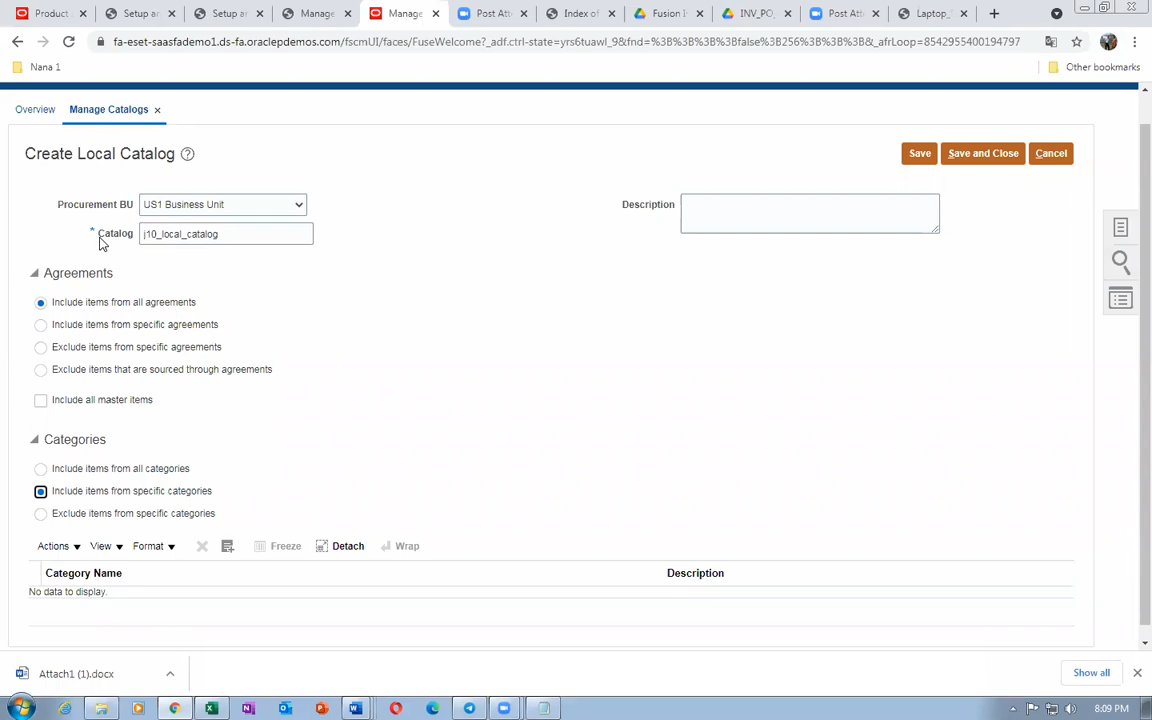 Product
Setup an
Setup an
Manage
Manage
Post Att
Index of
Fusion I
INV_PO_
Post Att
Laptop_
fa-eset-saasfademo1.ds-fa.oraclepdemos.com/fscmUI/faces/FuseWelcome?_adf.ctrl-state=yrs6tuawl_9&fnd=%3B%3B%3B%3Bfalse%3B256%3B%3B%3B&_afrLoop=8542955400194797
Nana 1
Other bookmarks
Overview
Manage Catalogs
Create Local Catalog
Save
Save and Close
Cancel
Procurement BU
US1 Business Unit
Description
* Catalog
j10_local_catalog
Agreements
Include items from all agreements
Include items from specific agreements
Exclude items from specific agreements
Exclude items that are sourced through agreements
Include all master items
Categories
Include items from all categories
Include items from specific categories
Exclude items from specific categories
Actions
View
Format
Freeze
Detach
Wrap
Category Name
Description
No data to display.
Attach1 (1).docx
Show all
8:09 PM